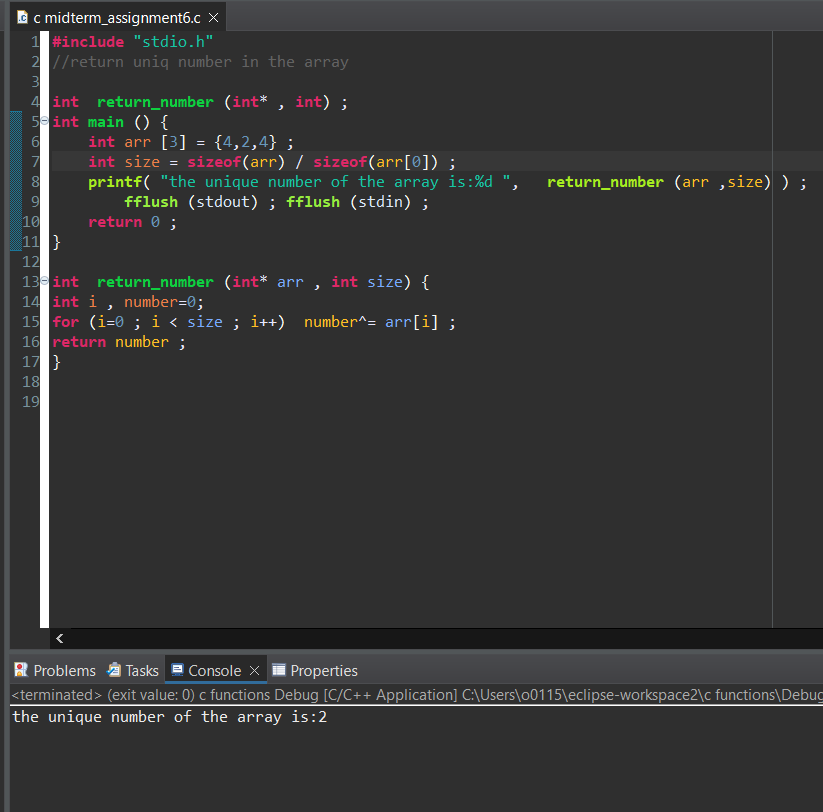 c midterm_assignment6.c
1 #include "stdio.h"
2 //return uniq number in the array
3
4 int  return_number (int* , int) ;
5 int main () {
6     int arr [3] = {4,2,4} ;
7     int size = sizeof(arr) / sizeof(arr[0]) ;
8     printf( "the unique number of the array is:%d ",   return_number (arr ,size) ) ;
9         fflush (stdout) ; fflush (stdin) ;
10     return 0 ;
11 }
12
13 int  return_number (int* arr , int size) {
14 int i , number=0;
15 for (i=0 ; i < size ; i++)  number^= arr[i] ;
16 return number ;
17 }
18
19
Problems Tasks Console Properties
<terminated> (exit value: 0) c functions Debug [C/C++ Application] C:\Users\o0115\eclipse-workspace2\c functions\Debug
the unique number of the array is:2